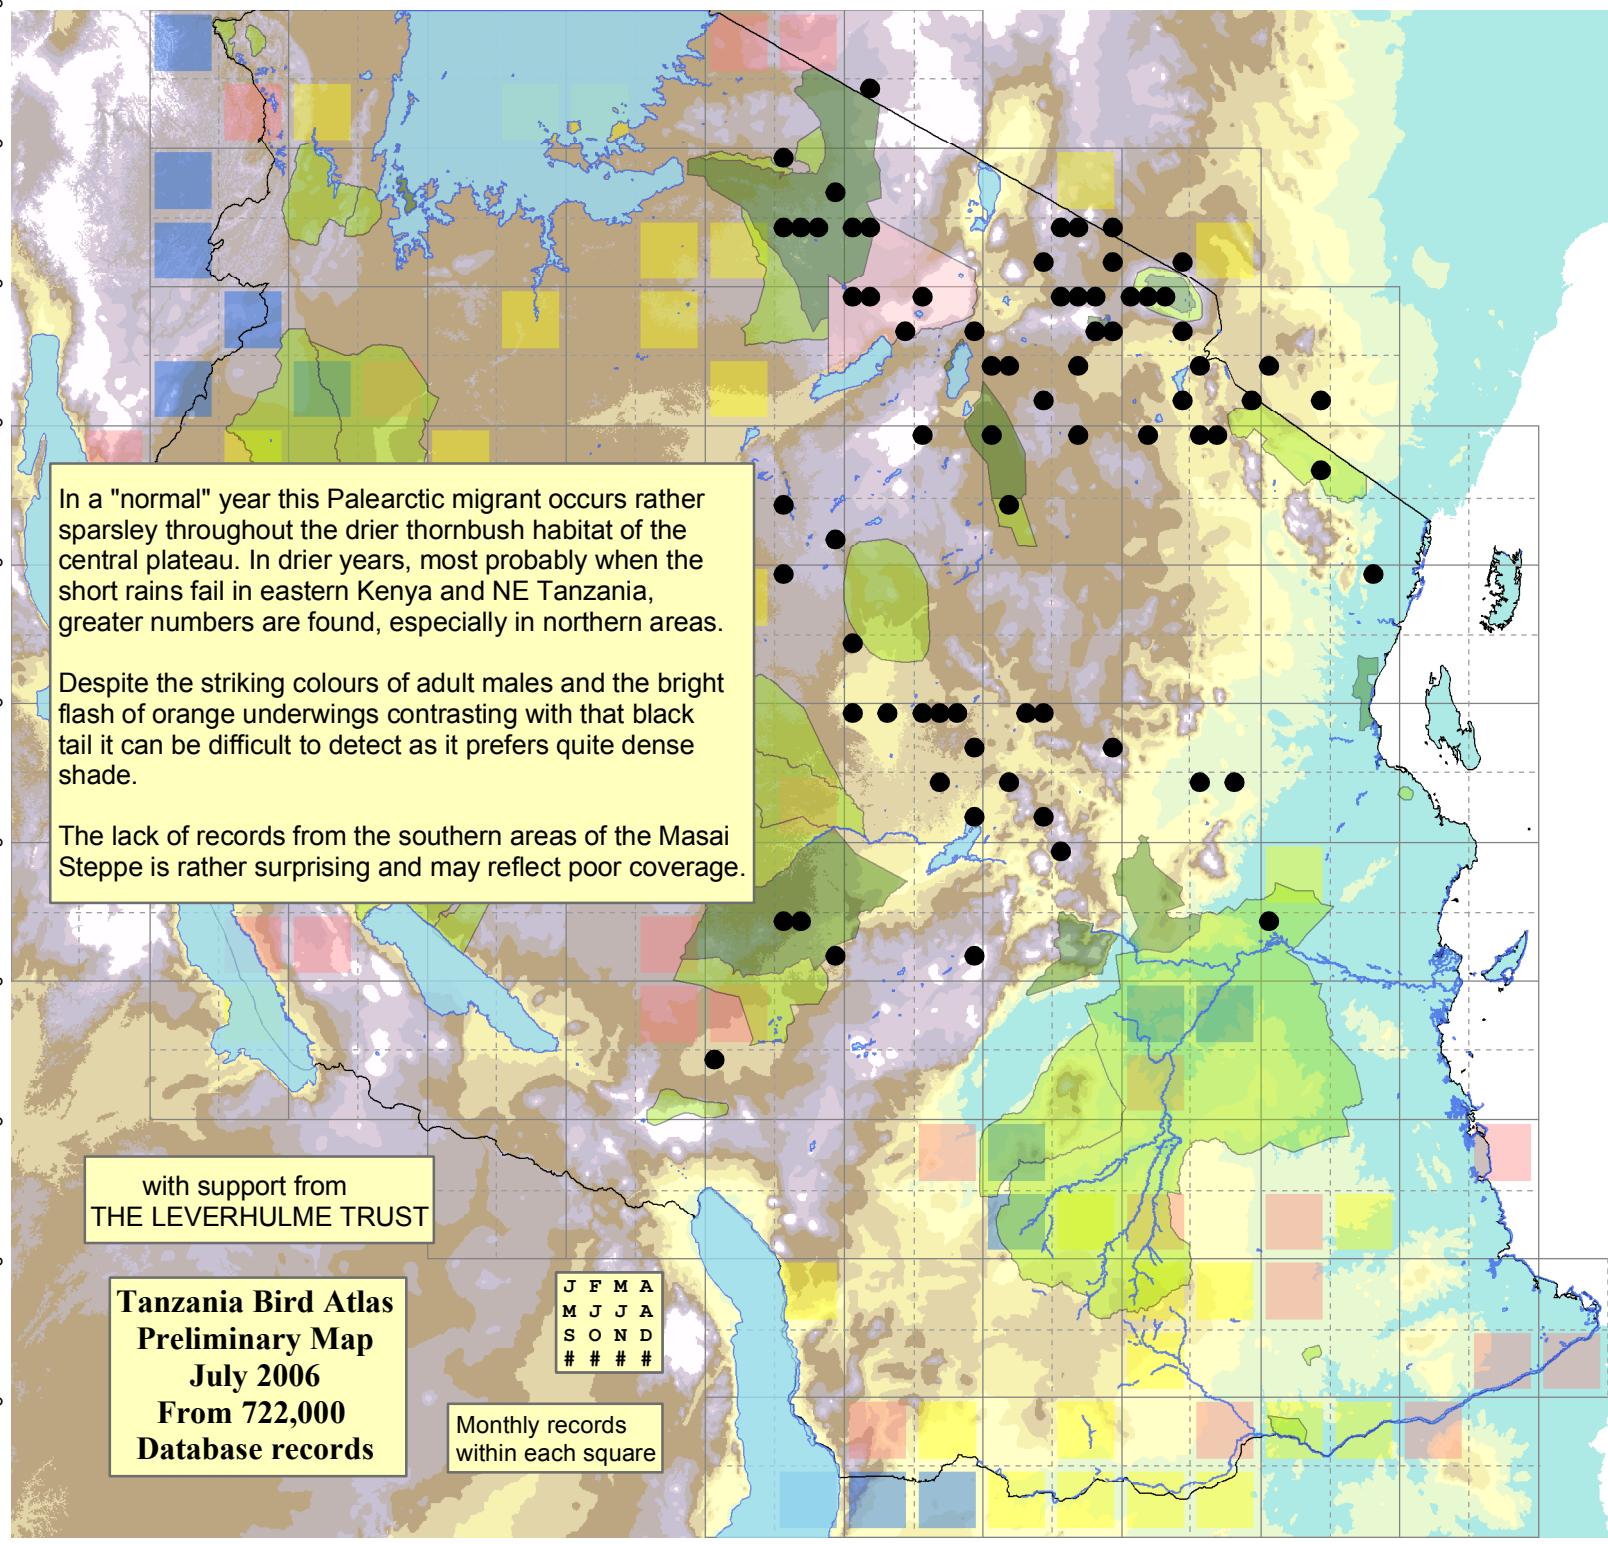 In a "normal" year this Palearctic migrant occurs rather
sparsley throughout the drier thornbush habitat of the
central plateau. In drier years, most probably when the
short rains fail in eastern Kenya and NE Tanzania,
greater numbers are found, especially in northern areas.
Despite the striking colours of adult males and the bright
flash of orange underwings contrasting with that black
tail it can be difficult to detect as it prefers quite dense
shade.
The lack of records from the southern areas of the Masai
Steppe is rather surprising and may reflect poor coverage.
with support from
THE LEVERHULME TRUST
Tanzania Bird Atlas
Preliminary Map
July 2006
From 722,000
Database records
J F M A
M J J A
S O N D
# # # #
Monthly records
within each square